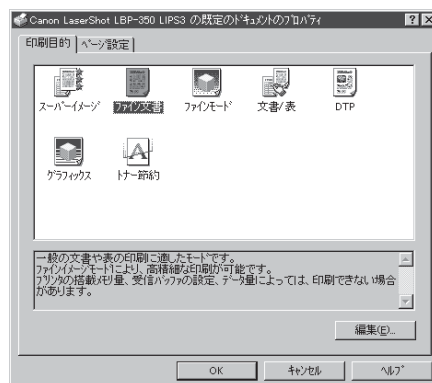 Canon LaserShot LBP-350 LIPS3 の既定のﾄﾞｷｭﾒﾝﾄのﾌﾟﾛﾊﾟﾃｨ
印刷目的 ﾍﾟｰｼﾞ設定
ｽｰﾊﾟｰｲﾒｰｼﾞ ﾌｧｲﾝ文書 ﾌｧｲﾝﾓｰﾄﾞ 文書/表 DTP
ｸﾞﾗﾌｨｯｸｽ ﾄﾅｰ節約
一般の文書や表の印刷に適したﾓｰﾄﾞです。
ﾌｧｲﾝｲﾒｰｼﾞﾓｰﾄﾞにより、高精細な印刷が可能です。
ﾌﾟﾘﾝﾀの搭載ﾒﾓﾘ量、受信ﾊﾞｯﾌｧの設定、ﾃﾞｰﾀ量によっては、印刷できない場合
があります。
編集(E)...
OK ｷｬﾝｾﾙ ﾍﾙﾌﾟ